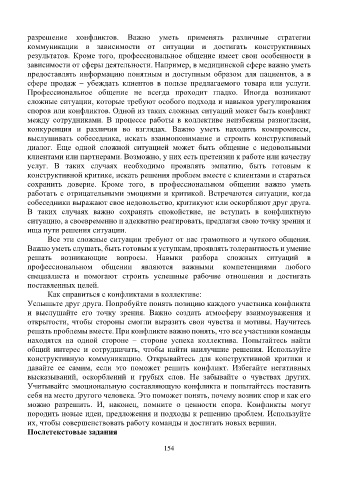 разрешение конфликтов. Важно уметь применять различные стратегии
коммуникации в зависимости от ситуации и достигать конструктивных
результатов. Кроме того, профессиональное общение имеет свои особенности в
зависимости от сферы деятельности. Например, в медицинской сфере важно уметь
предоставлять информацию понятным и доступным образом для пациентов, а в
сфере продаж – убеждать клиентов в пользе предлагаемого товара или услуги.
Профессиональное общение не всегда проходит гладко. Иногда возникают
сложные ситуации, которые требуют особого подхода и навыков урегулирования
споров или конфликтов. Одной из таких сложных ситуаций может быть конфликт
между сотрудниками. В процессе работы в коллективе неизбежны разногласия,
конкуренция и различия во взглядах. Важно уметь находить компромиссы,
выслушивать собеседника, искать взаимопонимание и строить конструктивный
диалог. Еще одной сложной ситуацией может быть общение с недовольными
клиентами или партнерами. Возможно, у них есть претензии к работе или качеству
услуг. В таких случаях необходимо проявлять эмпатию, быть готовым к
конструктивной критике, искать решения проблем вместе с клиентами и стараться
сохранить доверие. Кроме того, в профессиональном общении важно уметь
работать с отрицательными эмоциями и критикой. Встречаются ситуации, когда
собеседники выражают свое недовольство, критикуют или оскорбляют друг друга.
В таких случаях важно сохранять спокойствие, не вступать в конфликтную
ситуацию, а своевременно и адекватно реагировать, предлагая свою точку зрения и
ища пути решения ситуации.
Все эти сложные ситуации требуют от нас грамотного и чуткого общения.
Важно уметь слушать, быть готовым к уступкам, проявлять толерантность и умение
решать возникающие вопросы. Навыки разбора сложных ситуаций в
профессиональном общении являются важными компетенциями любого
специалиста и помогают строить успешные рабочие отношения и достигать
поставленных целей.
Как справиться с конфликтами в коллективе:
Услышьте друг друга. Попробуйте понять позицию каждого участника конфликта
и выслушайте его точку зрения. Важно создать атмосферу взаимоуважения и
открытости, чтобы стороны смогли выразить свои чувства и мотивы. Научитесь
решать проблемы вместе. При конфликте важно понять, что все участники команды
находятся на одной стороне – стороне успеха коллектива. Попытайтесь найти
общий интерес и сотрудничать, чтобы найти наилучшие решения. Используйте
конструктивную коммуникацию. Открывайтесь для конструктивной критики и
давайте ее самим, если это поможет решить конфликт. Избегайте негативных
высказываний, оскорблений и грубых слов. Не забывайте о чувствах других.
Учитывайте эмоциональную составляющую конфликта и попытайтесь поставить
себя на место другого человека. Это поможет понять, почему возник спор и как его
можно разрешить. И, наконец, помните о ценности спора. Конфликты могут
породить новые идеи, предложения и подходы к решению проблем. Используйте
их, чтобы совершенствовать работу команды и достигать новых вершин.
Послетекстовые задания
154